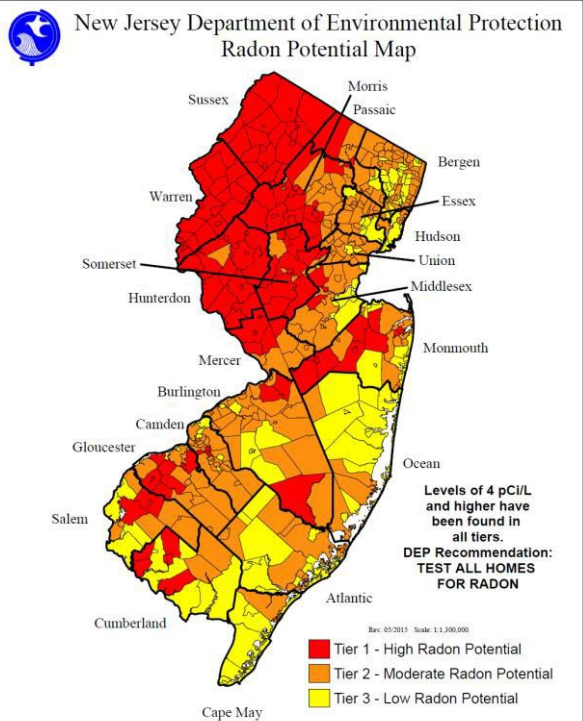 New Jersey Department of Environmental Protection
Radon Potential Map
Morris
Sussex
Passaic
Bergen
Warren
Essex
Hudson
Somerset
Union
Hunterdon
Middlesex
Mercer
Monmouth
Burlington
Camden
Gloucester
Ocean
Salem
Levels of 4 pCi/L
and higher have
been found in
all tiers.
DEP Recommendation:
TEST ALL HOMES
FOR RADON
Atlantic
Cumberland
Rev. 05/2015 Scale: 1:1,300,000
Tier 1 - High Radon Potential
Tier 2 - Moderate Radon Potential
Tier 3 - Low Radon Potential
Cape May